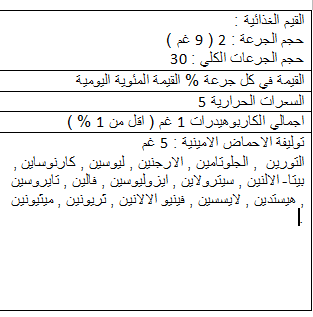 القيم الغذائية :
حجم الجرعة : 2 ( 9 غم )
حجم الجرعات الكلي : 30
القيمة في كل جرعة % القيمة المئوية اليومية
السعرات الحرارية 5
اجمالي الكاربوهيدرات 1 غم ( اقل من 1 % )
توليفة الاحماض الامينية : 5 غم
التورين , الجلوتامين , الارجنين , ليوسين , كارنوساين ,
بيتا- الالنين , سيترولاين , ايزوليوسين , فالين , تايروسين
, هيستدين , لايسسين , فينيو الالانين , ثريونين , ميثيونين
.